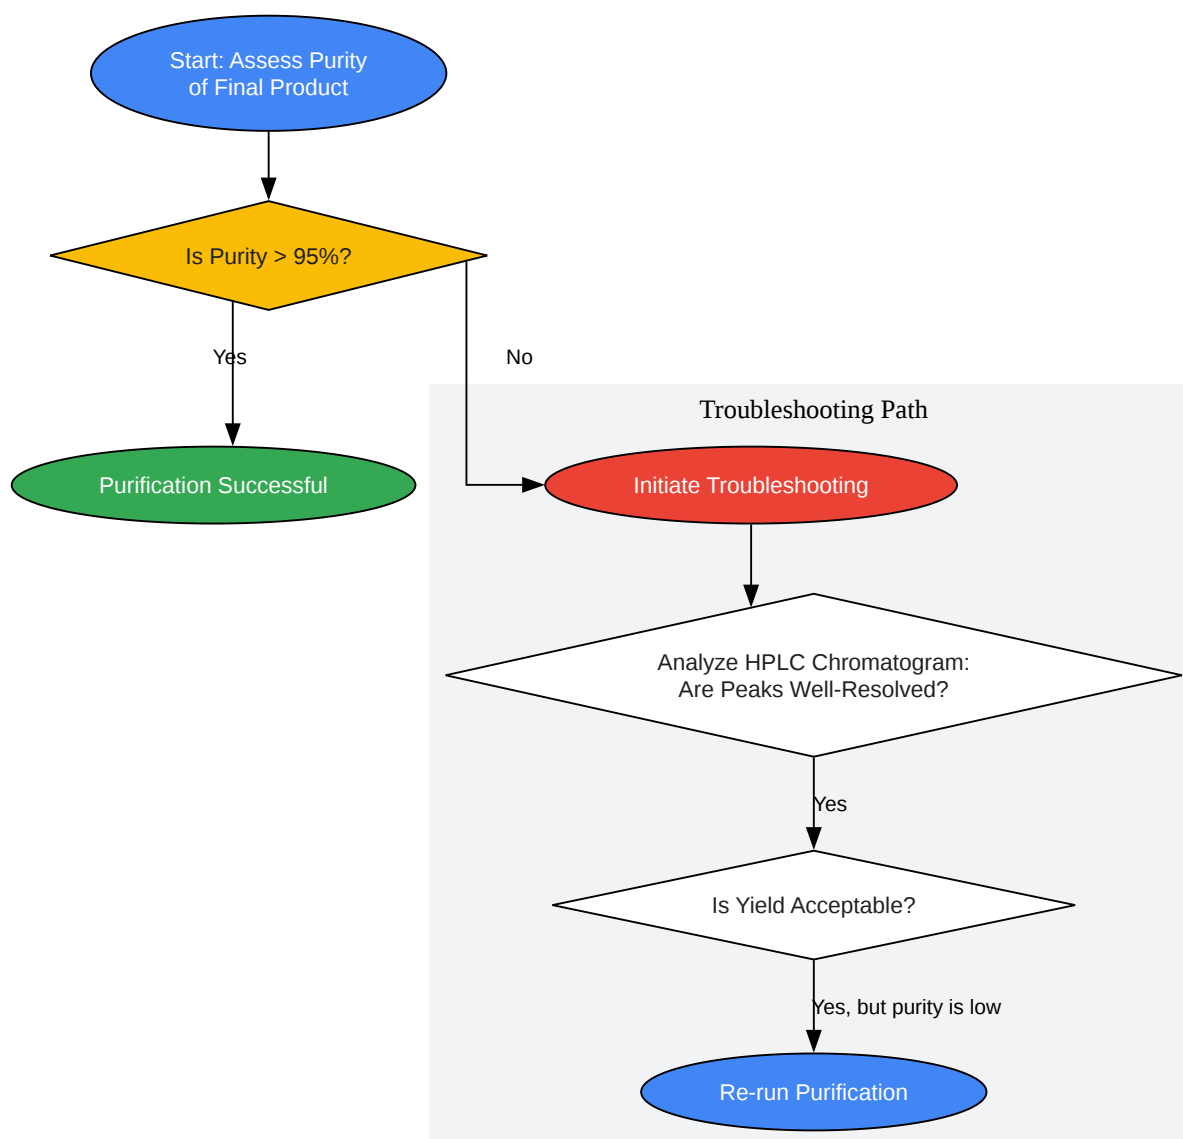 Start: Assess Purity
of Final Product
Is Purity > 95%?
Yes
No
Troubleshooting Path
Purification Successful
Initiate Troubleshooting
Analyze HPLC Chromatogram:
Are Peaks Well-Resolved?
Yes
Is Yield Acceptable?
Yes, but purity is low
Re-run Purification